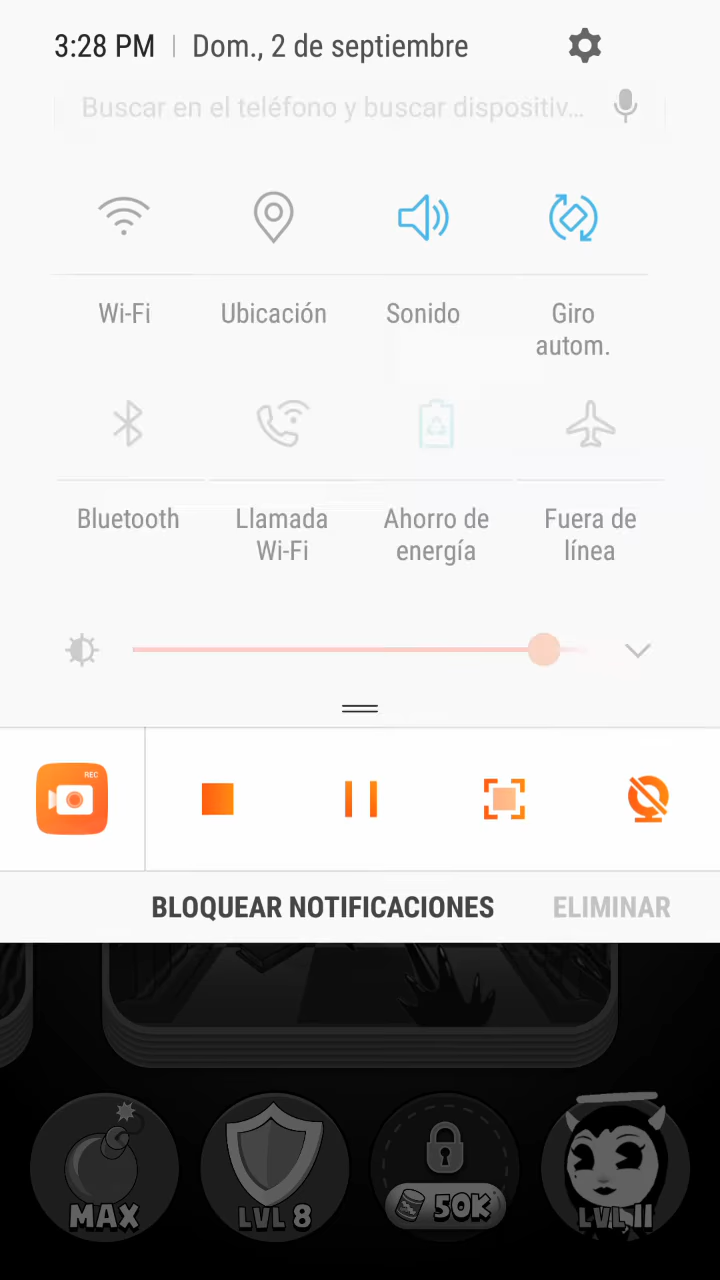 3:28 PM | Dom., 2 de septiembre
Buscar en el teléfono y buscar dispositiv...
Wi-Fi
Ubicación
Sonido
Giro
autom.
Bluetooth
Llamada
Wi-Fi
Ahorro de
energía
Fuera de
línea
REC
BLOQUEAR NOTIFICACIONES
ELIMINAR
MAX
LVL 8
50K
LVL 11